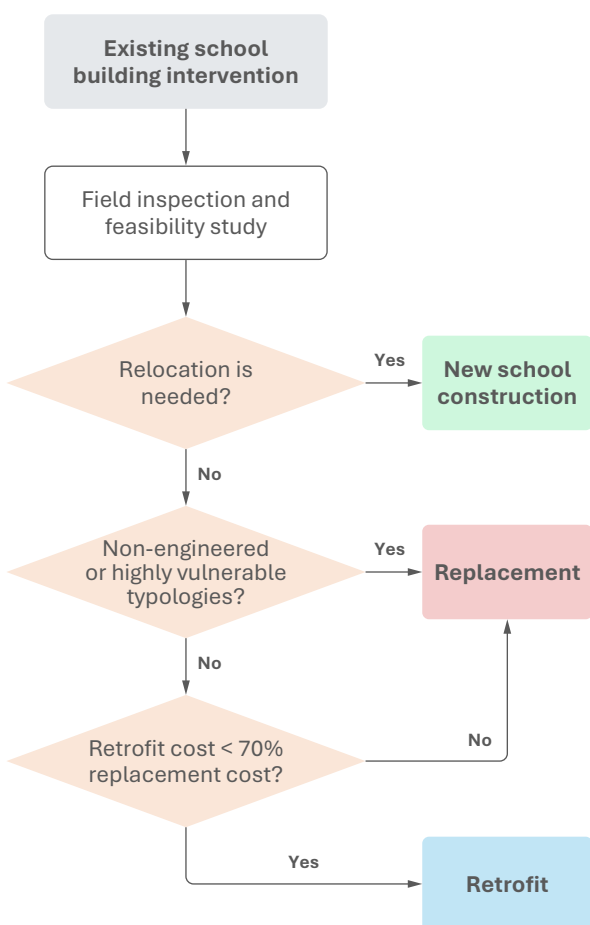 Existing school
building intervention
Field inspection and
feasibility study
Relocation is
needed?
Yes
New school
construction
No
Non-engineered
or highly vulnerable
typologies?
Yes
Replacement
No
Retrofit cost < 70%
replacement cost?
No
Yes
Retrofit